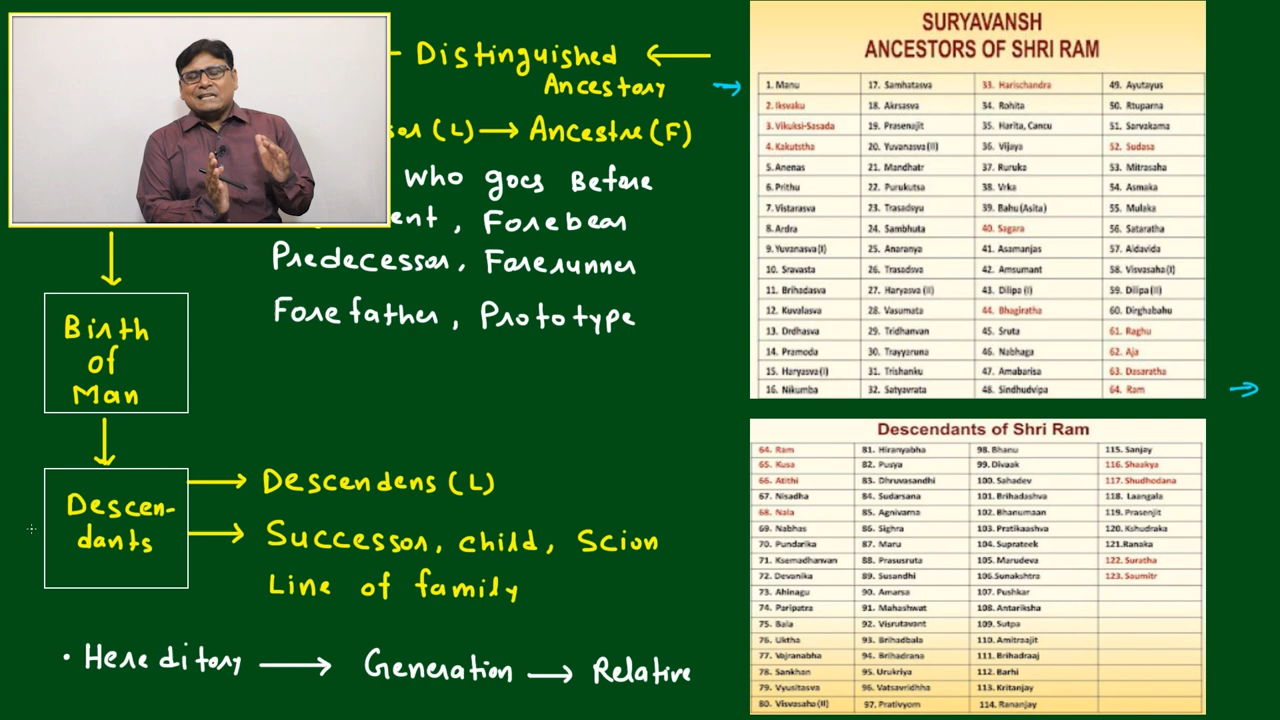 Distinguished
Ancestory
sor (L) → Ancestre (F)
who goes Before
ent, Forebear
Predecessor, Forerunner
Forefather, Prototype
Birth
of
Man
Descen-
dants
Descendens (L)
Successor, child, Scion
Line of family
• Hereditory → Generation → Relative
SURYAVANSH
ANCESTORS OF SHRI RAM
1. Manu 17. Samhatasva 33. Harischandra 49. Ayutayus
2. Iksvaku 18. Akrsasva 34. Rohita 50. Rtuparna
3. Vikuksi-Sasada 19. Prasenajit 35. Harita, Cancu 51. Sarvakama
4. Kakutstha 20. Yuvanasva (II) 36. Vijaya 52. Sudasa
5. Anenas 21. Mandhatr 37. Ruruka 53. Mitrasaha
6. Prithu 22. Purukutsa 38. Vrka 54. Asmaka
7. Vistarasva 23. Trasadsyu 39. Bahu (Asita) 55. Mulaka
8. Ardra 24. Sambhuta 40. Sagara 56. Sataratha
9. Yuvanasva (I) 25. Anaranya 41. Asamanjas 57. Aidavida
10. Sravasta 26. Trasadsva 42. Amsumant 58. Visvasaha (I)
11. Brihadasva 27. Haryasva (II) 43. Dilipa (I) 59. Dilipa (II)
12. Kuvalasva 28. Vasumata 44. Bhagiratha 60. Dirghabahu
13. Drdhasva 29. Tridhanvan 45. Sruta 61. Raghu
14. Pramoda 30. Trayyaruna 46. Nabhaga 62. Aja
15. Haryasva (I) 31. Trishanku 47. Amabarisa 63. Dasaratha
16. Nikumba 32. Satyavrata 48. Sindhudvipa 64. Ram
Descendants of Shri Ram
64. Ram 81. Hiranyabha 98. Bhanu 115. Sanjay
65. Kusa 82. Pusya 99. Divaak 116. Shaakya
66. Atithi 83. Dhruvasandhi 100. Sahadev 117. Shudhodana
67. Nisadha 84. Sudarsana 101. Brihadashva 118. Laangala
68. Nala 85. Agnivama 102. Bhanumaan 119. Prasenjit
69. Nabhas 86. Sighra 103. Pratikaashva 120. Kshudraka
70. Pundarika 87. Maru 104. Suprateek 121. Ranaka
71. Ksemadhanvan 88. Prasusruta 105. Marudeva 122. Suratha
72. Devanika 89. Susandhi 106. Sunakshtra 123. Saumitr
73. Ahinagu 90. Amarsa 107. Pushkar
74. Paripatra 91. Mahashwat 108. Antariksha
75. Bala 92. Visrutavant 109. Sutpa
76. Uktha 93. Brihadbala 110. Amitraajit
77. Vajranabha 94. Brihadrana 111. Brihadraaj
78. Sankhan 95. Urukriya 112. Barhi
79. Vyusitasva 96. Vatsavridhha 113. Kritanjay
80. Visvasaha (II) 97. Prativyom 114. Rananjay